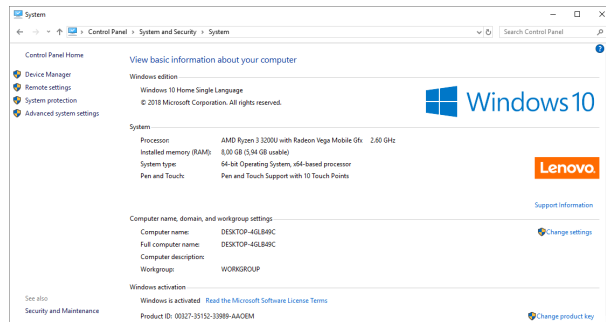 System
Control Panel > System and Security > System
Search Control Panel
Control Panel Home
Device Manager
Remote settings
System protection
Advanced system settings
View basic information about your computer
Windows edition
Windows 10 Home Single Language
© 2018 Microsoft Corporation. All rights reserved.
Windows 10
System
Processor: AMD Ryzen 3 3200U with Radeon Vega Mobile Gfx 2.60 GHz
Installed memory (RAM): 8,00 GB (5,94 GB usable)
System type: 64-bit Operating System, x64-based processor
Pen and Touch: Pen and Touch Support with 10 Touch Points
Lenovo
Support Information
Computer name, domain, and workgroup settings
Computer name: DESKTOP-4GLB49C
Change settings
Full computer name: DESKTOP-4GLB49C
Computer description:
Workgroup: WORKGROUP
Windows activation
Windows is activated Read the Microsoft Software License Terms
Product ID: 00327-35152-33989-AAOEM
Change product key
See also
Security and Maintenance